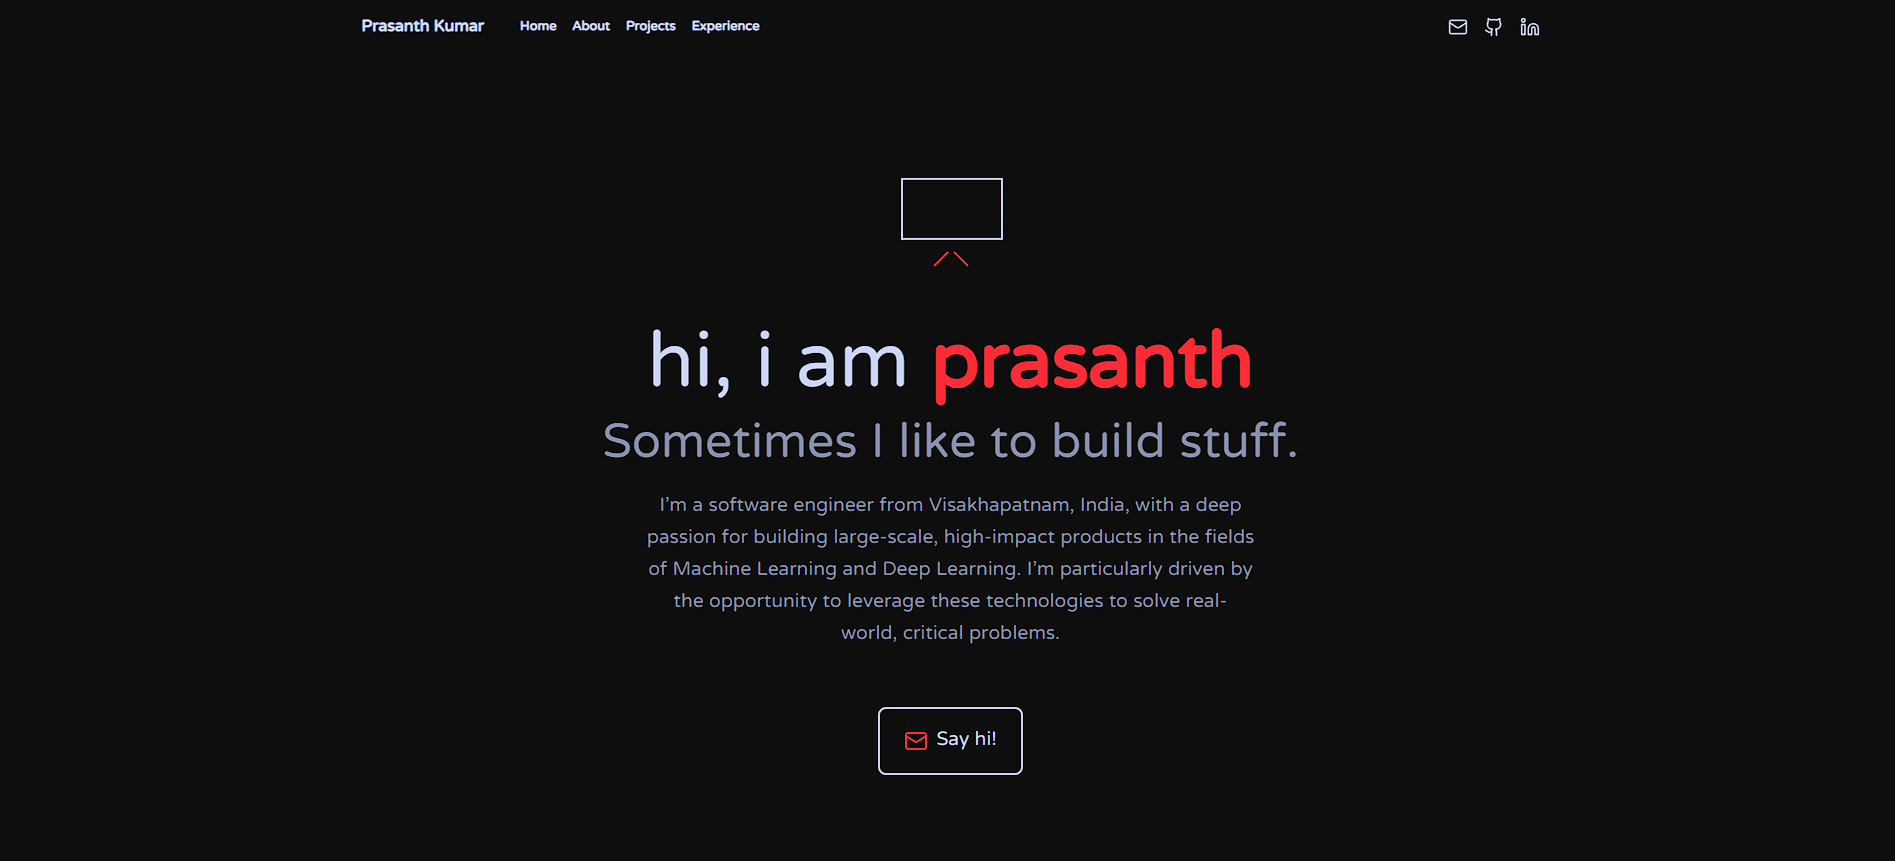 Prasanth Kumar Home About Projects Experience
hi, i am prasanth
Sometimes I like to build stuff.
I'm a software engineer from Visakhapatnam, India, with a deep
passion for building large-scale, high-impact products in the fields
of Machine Learning and Deep Learning. I'm particularly driven by
the opportunity to leverage these technologies to solve real-
world, critical problems.
Say hi!